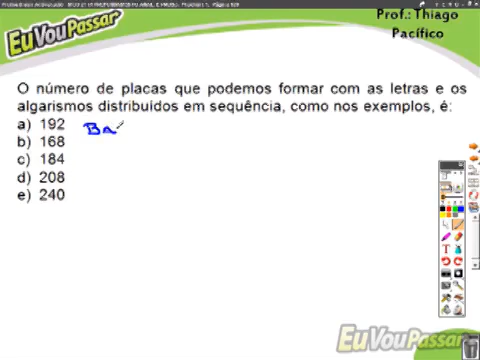 Prof.: Thiago
Pacífico
EuVouPassar
O número de placas que podemos formar com as letras e os
algarismos distribuídos em sequência, como nos exemplos, é:
a) 192
BA
b) 168
c) 184
d) 208
e) 240
EuVouPassar